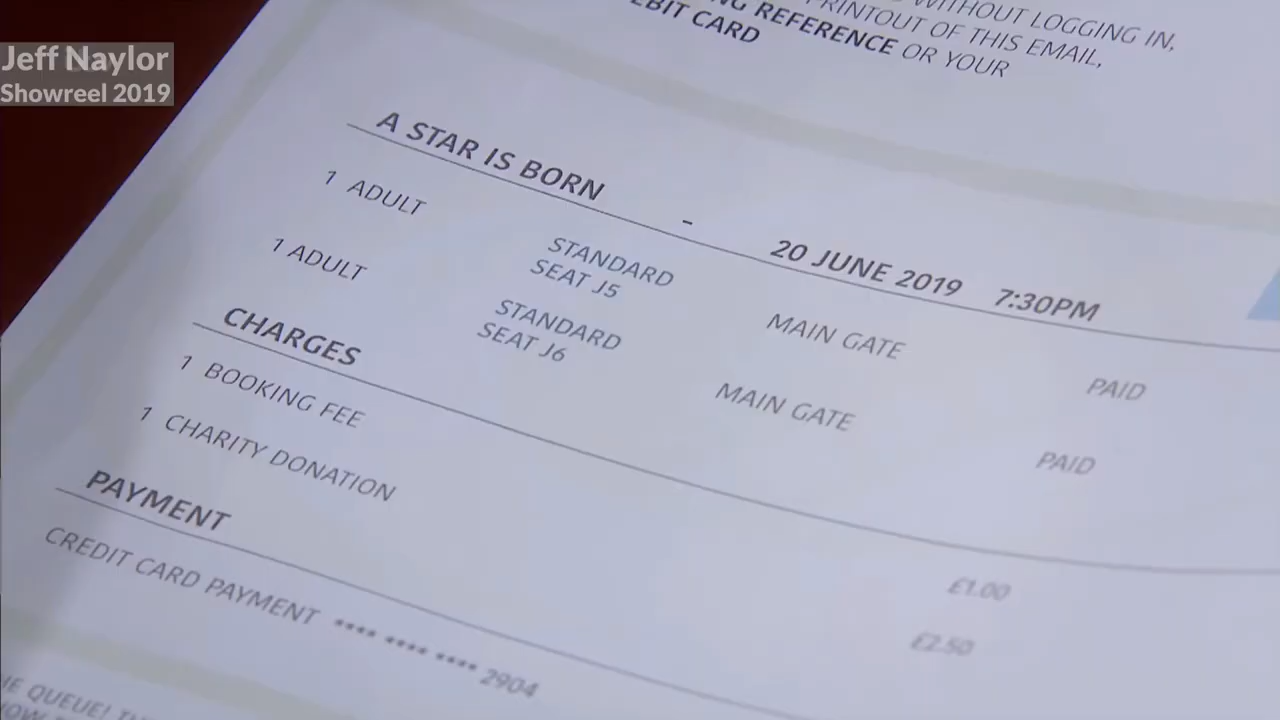 Jeff Naylor
Showreel 2019
WITHOUT LOGGING IN,
PRINTOUT OF THIS EMAIL,
REFERENCE OR YOUR
CARD
A STAR IS BORN - 20 JUNE 2019 7:30PM
1 ADULT STANDARD SEAT J5 MAIN GATE PAID
1 ADULT STANDARD SEAT J6 MAIN GATE PAID
CHARGES
1 BOOKING FEE £1.00
1 CHARITY DONATION £2.50
PAYMENT
CREDIT CARD PAYMENT **** **** **** 2904
QUEUE!